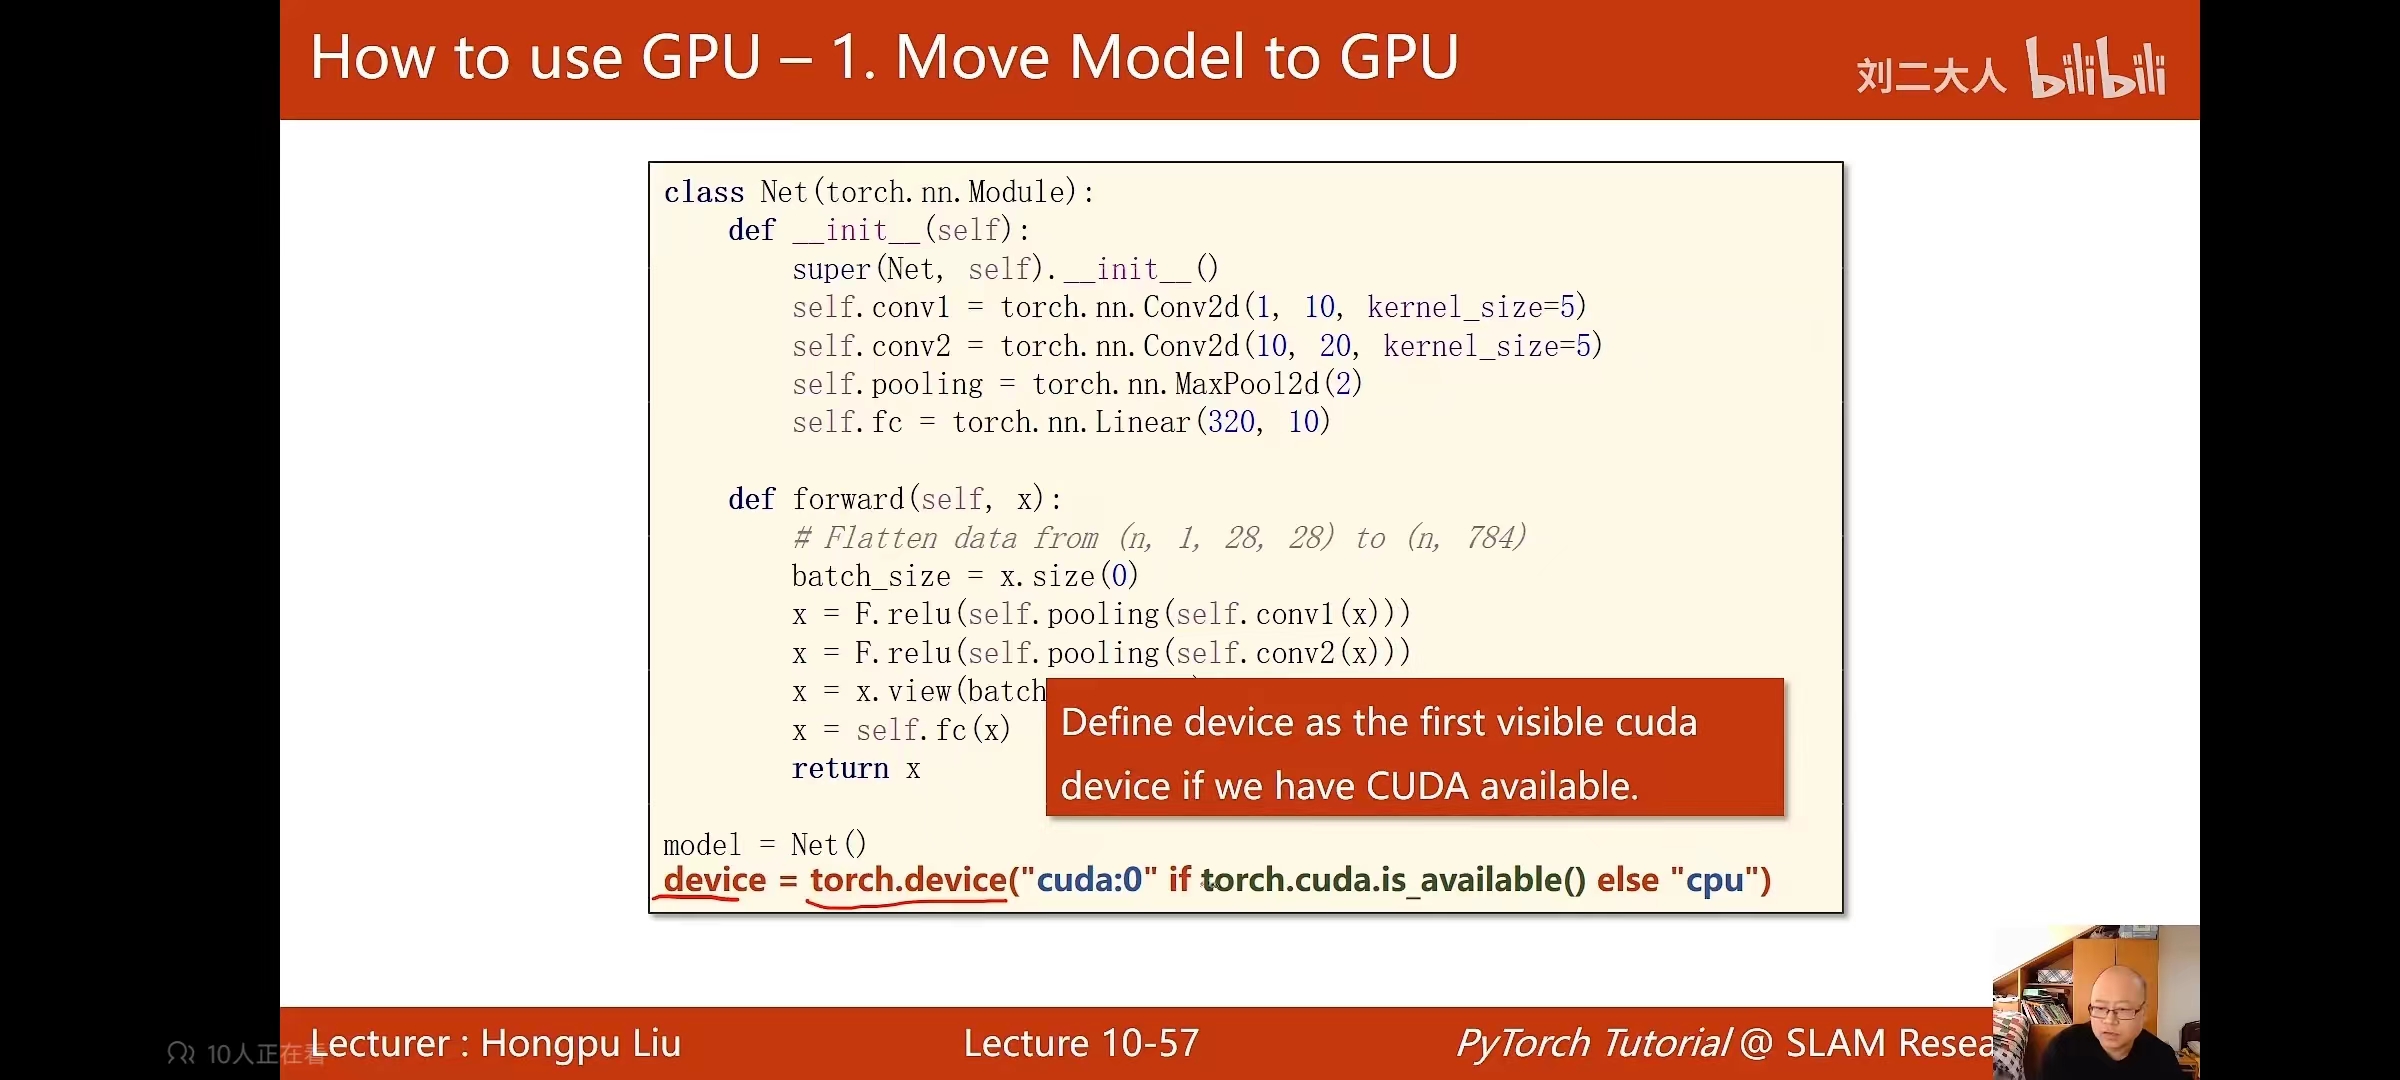 How to use GPU – 1. Move Model to GPU
刘二大人 bilibili
class Net(torch.nn.Module):
    def __init__(self):
        super(Net, self).__init__()
        self.conv1 = torch.nn.Conv2d(1, 10, kernel_size=5)
        self.conv2 = torch.nn.Conv2d(10, 20, kernel_size=5)
        self.pooling = torch.nn.MaxPool2d(2)
        self.fc = torch.nn.Linear(320, 10)
    def forward(self, x):
        # Flatten data from (n, 1, 28, 28) to (n, 784)
        batch_size = x.size(0)
        x = F.relu(self.pooling(self.conv1(x)))
        x = F.relu(self.pooling(self.conv2(x)))
        x = x.view(batch
        x = self.fc(x)
        return x
Define device as the first visible cuda
device if we have CUDA available.
model = Net()
device = torch.device("cuda:0" if torch.cuda.is_available() else "cpu")
10人正在看
Lecturer : Hongpu Liu
Lecture 10-57
PyTorch Tutorial @ SLAM Resea